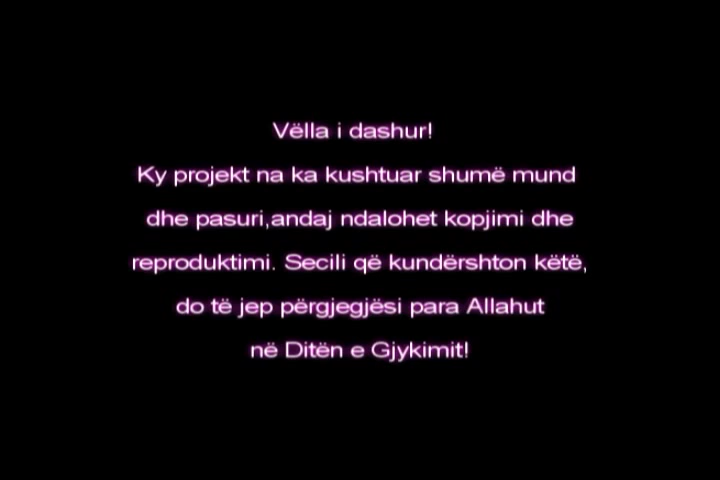 Vëlla i dashur!
Ky projekt na ka kushtuar shumë mund
dhe pasuri,andaj ndalohet kopjimi dhe
reproduktimi. Secili që kundërshton këtë,
do të jep përgjegjësi para Allahut
në Ditën e Gjykimit!